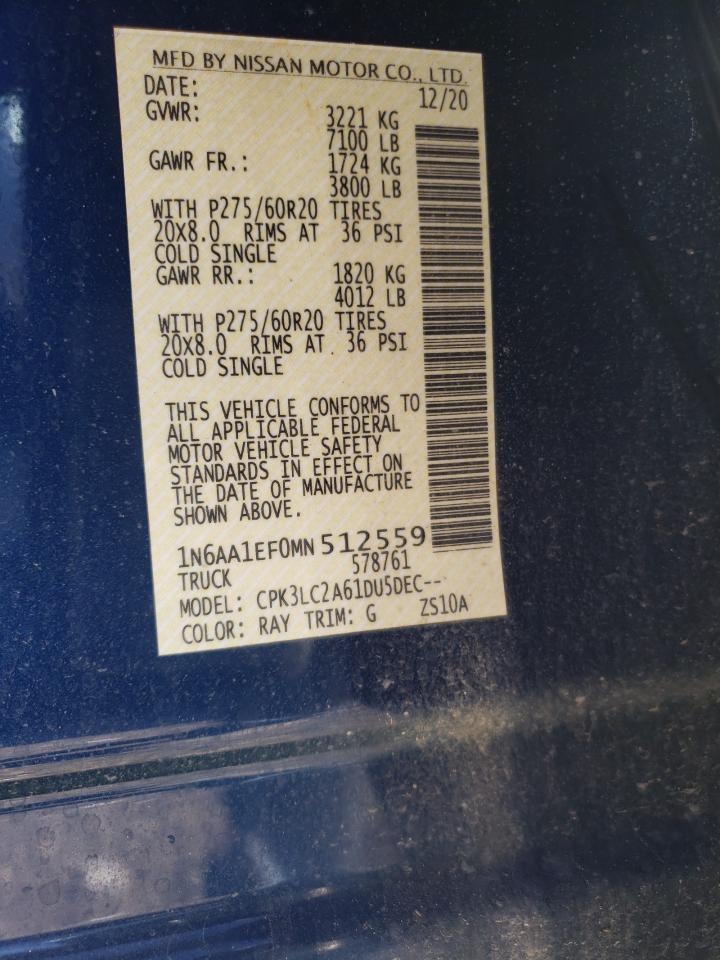 MFD BY NISSAN MOTOR CO., LTD.
DATE: 12/20
GVWR: 3221 KG
7100 LB
GAWR FR.: 1724 KG
3800 LB
WITH P275/60R20 TIRES
20X8.0 RIMS AT 36 PSI
COLD SINGLE
GAWR RR.: 1820 KG
4012 LB
WITH P275/60R20 TIRES
20X8.0 RIMS AT 36 PSI
COLD SINGLE
THIS VEHICLE CONFORMS TO
ALL APPLICABLE FEDERAL
MOTOR VEHICLE SAFETY
STANDARDS IN EFFECT ON
THE DATE OF MANUFACTURE
SHOWN ABOVE.
1N6AA1EF0MN512559
TRUCK 578761
MODEL: CPK3LC2A61DU5DEC--
COLOR: RAY TRIM: G ZS10A